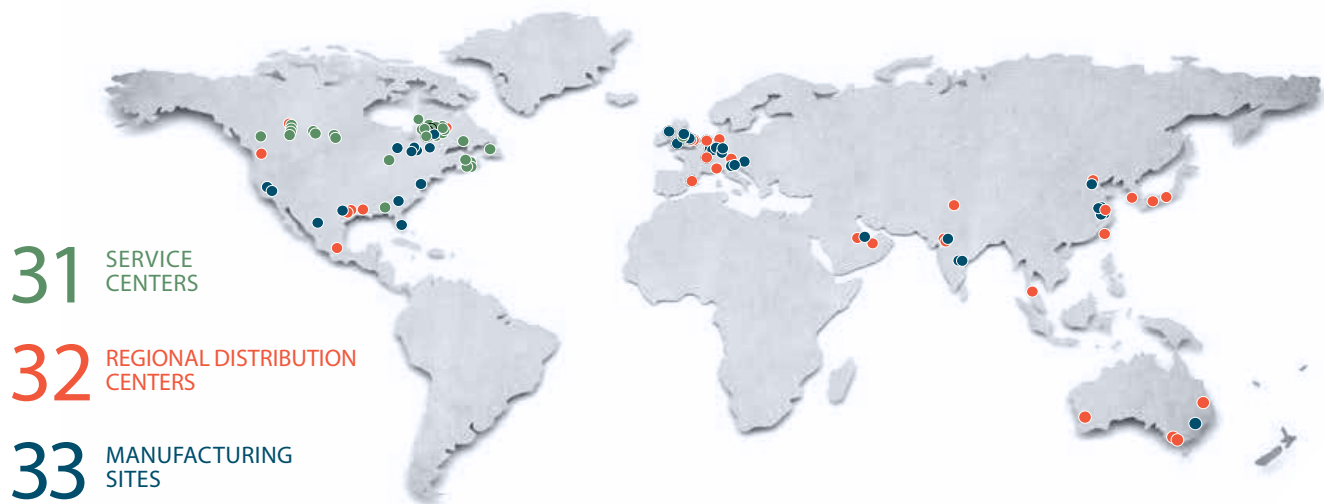 31 SERVICE
CENTERS
32 REGIONAL DISTRIBUTION
CENTERS
33 MANUFACTURING
SITES